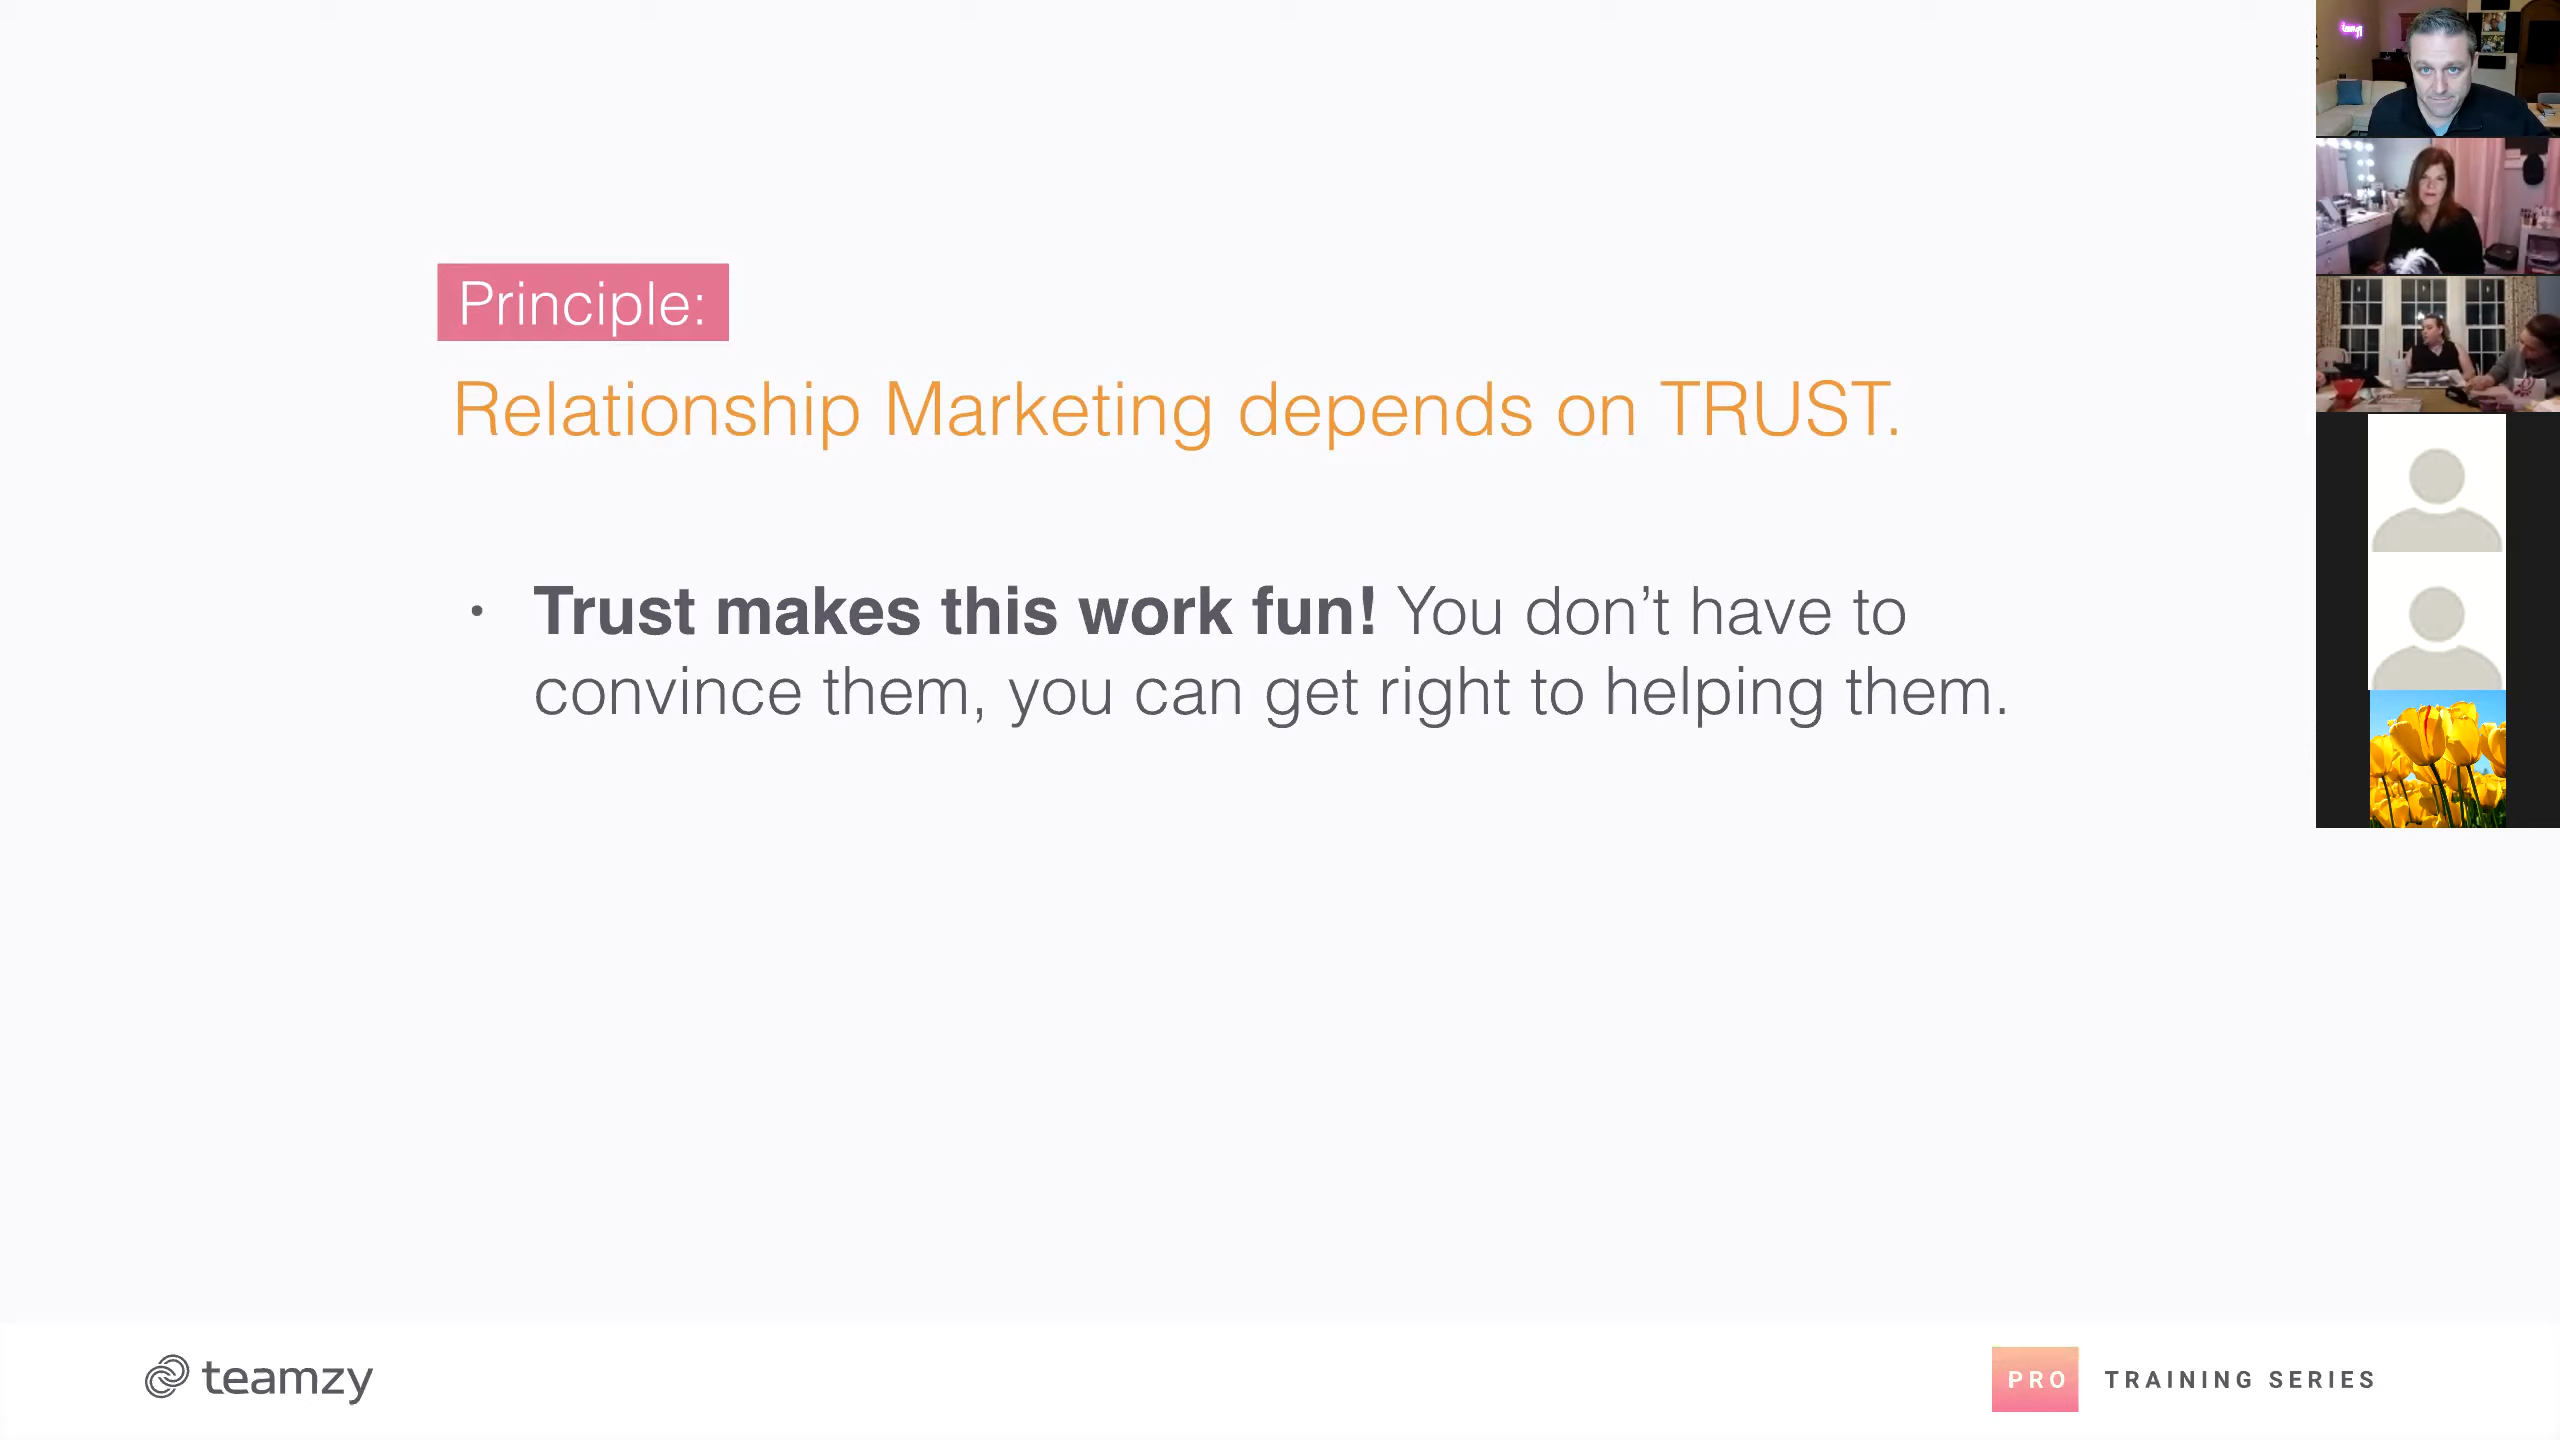 Principle:
Relationship Marketing depends on TRUST.
• Trust makes this work fun! You don’t have to
convince them, you can get right to helping them.
teamzy
PRO TRAINING SERIES